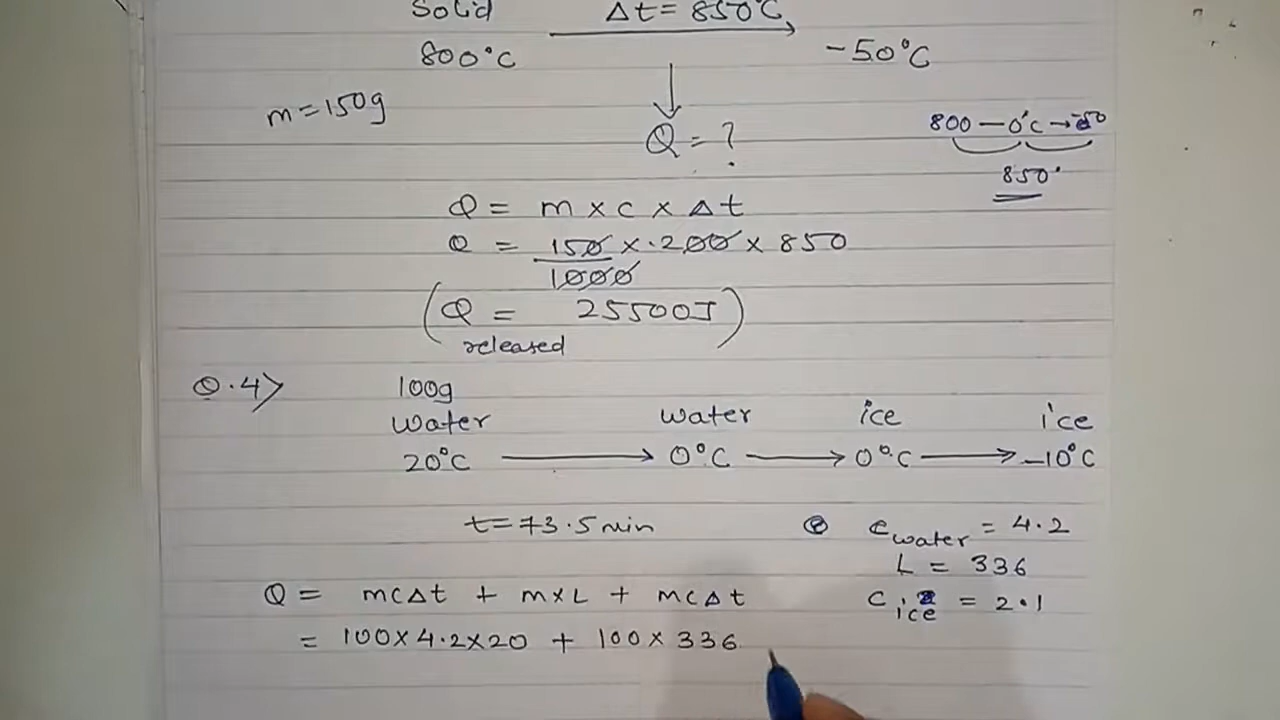 Solid Δt = 850°C
800°C -50°C
m = 150g
Q = ?
800 — 0°C → -50
850°
Q = m × c × Δt
Q = 150 × .200 × 850
1000
(Q = 25500J)
released
Q.4> 100g
Water water ice ice
20°C → 0°C → 0°C → -10°C
t = 73.5 min
c water = 4.2
L = 336
c ice = 2.1
Q = mcΔt + m×L + mcΔt
= 100×4.2×20 + 100×336